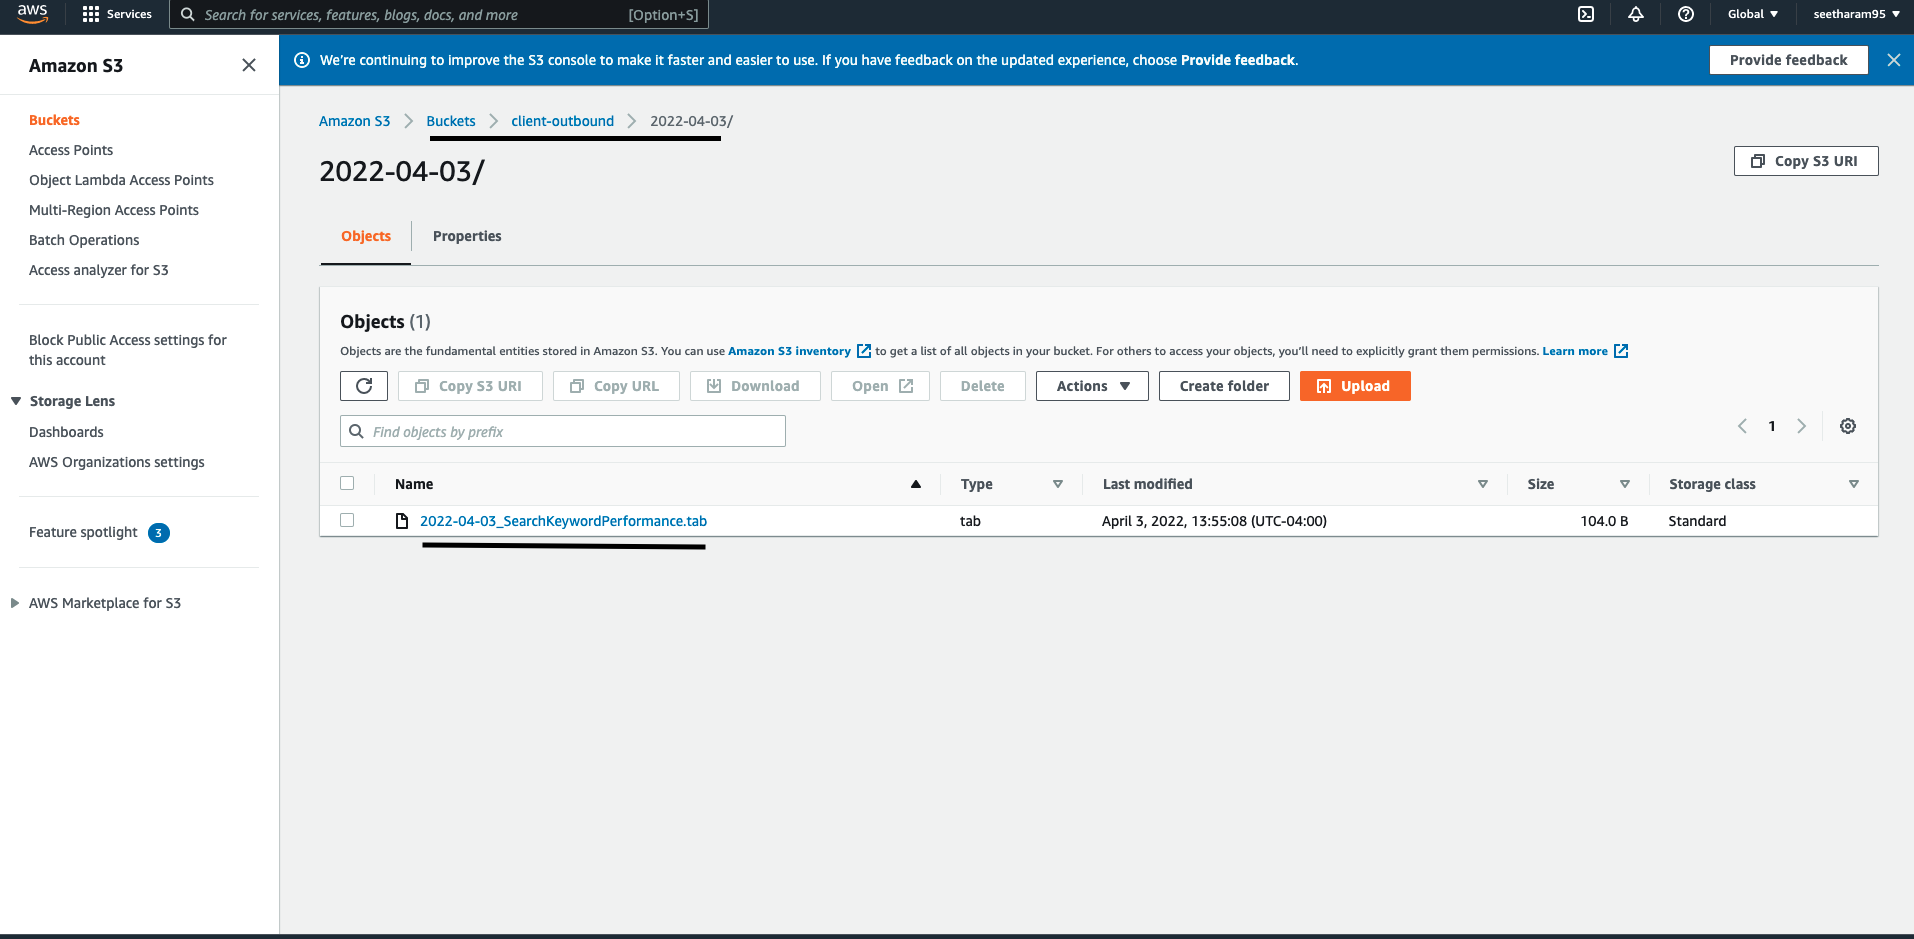 aws
Services
Search for services, features, blogs, docs, and more
[Option+S]
Global
seetharam95
Amazon S3
We're continuing to improve the S3 console to make it faster and easier to use. If you have feedback on the updated experience, choose Provide feedback.
Provide feedback
Buckets
Access Points
Object Lambda Access Points
Multi-Region Access Points
Batch Operations
Access analyzer for S3
Block Public Access settings for
this account
Storage Lens
Dashboards
AWS Organizations settings
Feature spotlight 3
AWS Marketplace for S3
Amazon S3 Buckets client-outbound 2022-04-03/
2022-04-03/
Copy S3 URI
Objects Properties
Objects (1)
Objects are the fundamental entities stored in Amazon S3. You can use Amazon S3 inventory to get a list of all objects in your bucket. For others to access your objects, you'll need to explicitly grant them permissions. Learn more
Copy S3 URI Copy URL Download Open Delete Actions Create folder Upload
Find objects by prefix
1
Name Type Last modified Size Storage class
2022-04-03_SearchKeywordPerformance.tab tab April 3, 2022, 13:55:08 (UTC-04:00) 104.0 B Standard